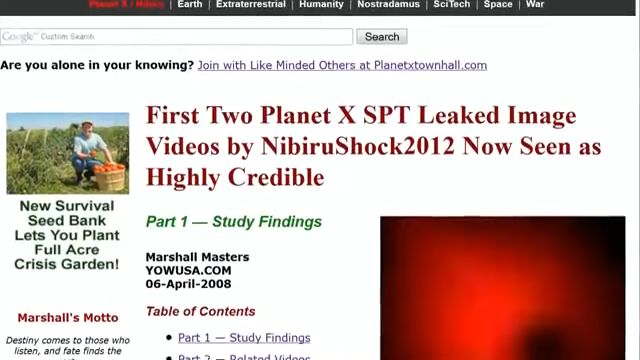 Planet X / Nibiru | Earth | Extraterrestrial | Humanity | Nostradamus | SciTech | Space | War
Google Custom Search Search
Are you alone in your knowing? Join with Like Minded Others at Planetxtownhall.com
First Two Planet X SPT Leaked Image
Videos by NibiruShock2012 Now Seen as
Highly Credible
New Survival
Seed Bank
Lets You Plant
Full Acre
Crisis Garden!
Part 1 — Study Findings
Marshall Masters
YOWUSA.COM
06-April-2008
Marshall's Motto
Destiny comes to those who
listen, and fate finds the
Table of Contents
Part 1 — Study Findings
Part 2 — Related Videos